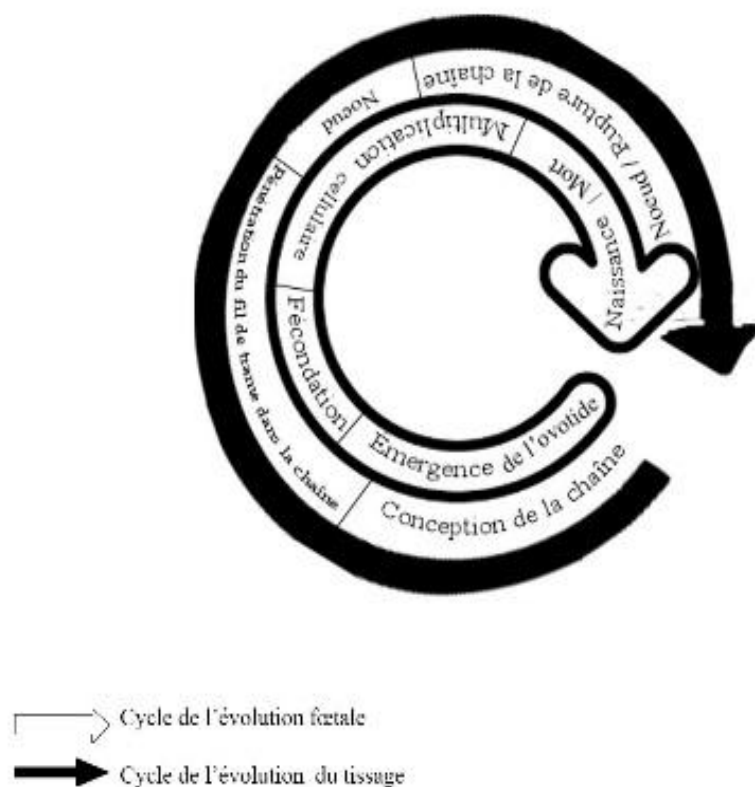 Conception de la chaîne
Pénétration du fil de trame dans la chaîne
Noeud
Noeud / Rupture de la chaîne
Emergence de l'ovotide
Fécondation
Multiplication cellulaire
Naissance / Mort
Cycle de l'évolution fœtale
Cycle de l'évolution du tissage